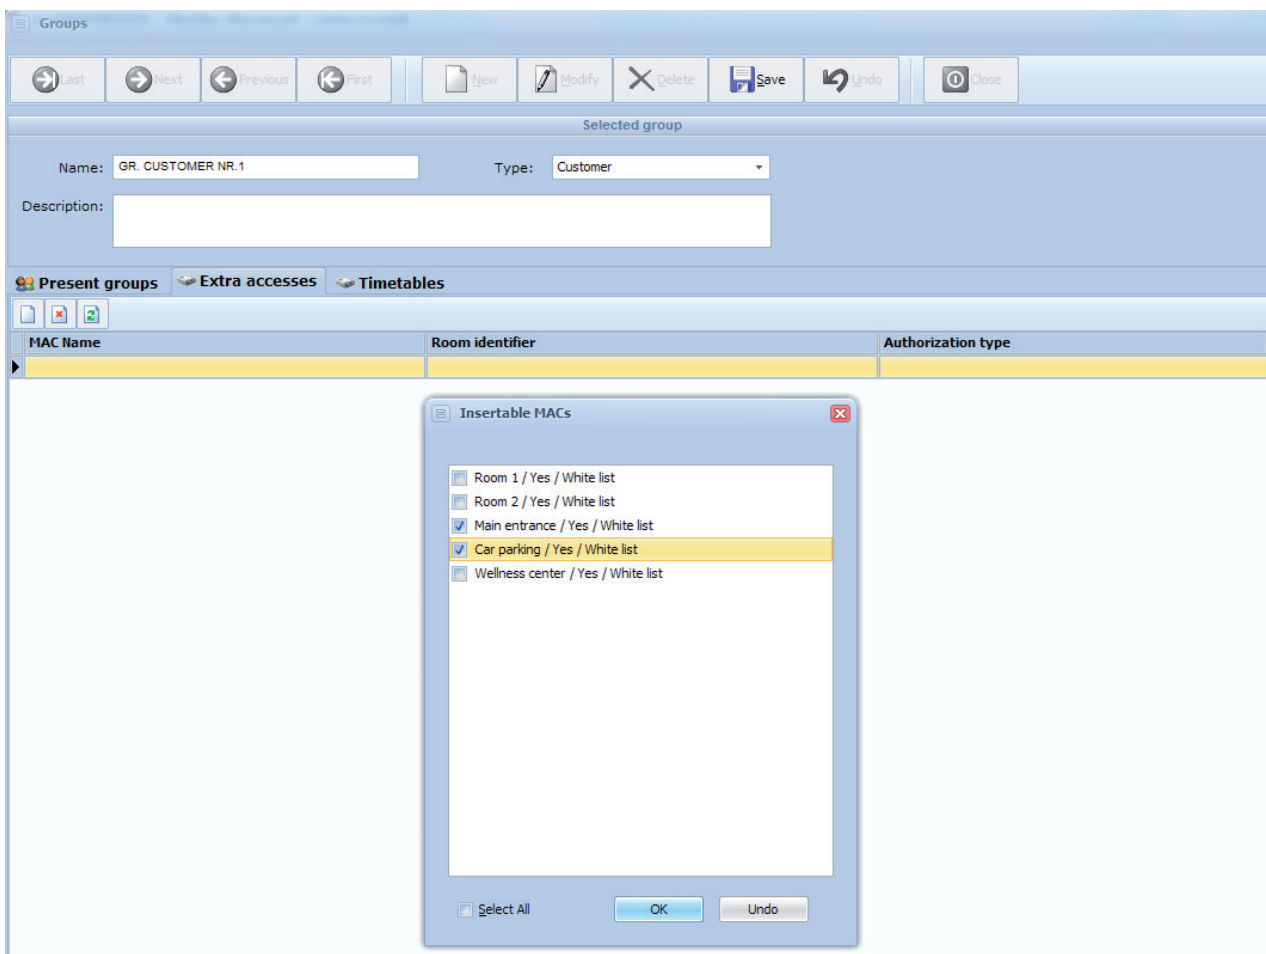 Groups
Last Next Previous First New Modify Delete Save Undo Close
Selected group
Name: GR. CUSTOMER NR.1 Type: Customer
Description:
Present groups Extra accesses Timetables
MAC Name Room identifier Authorization type
Insertable MACs
Room 1 / Yes / White list
Room 2 / Yes / White list
Main entrance / Yes / White list
Car parking / Yes / White list
Wellness center / Yes / White list
Select All OK Undo